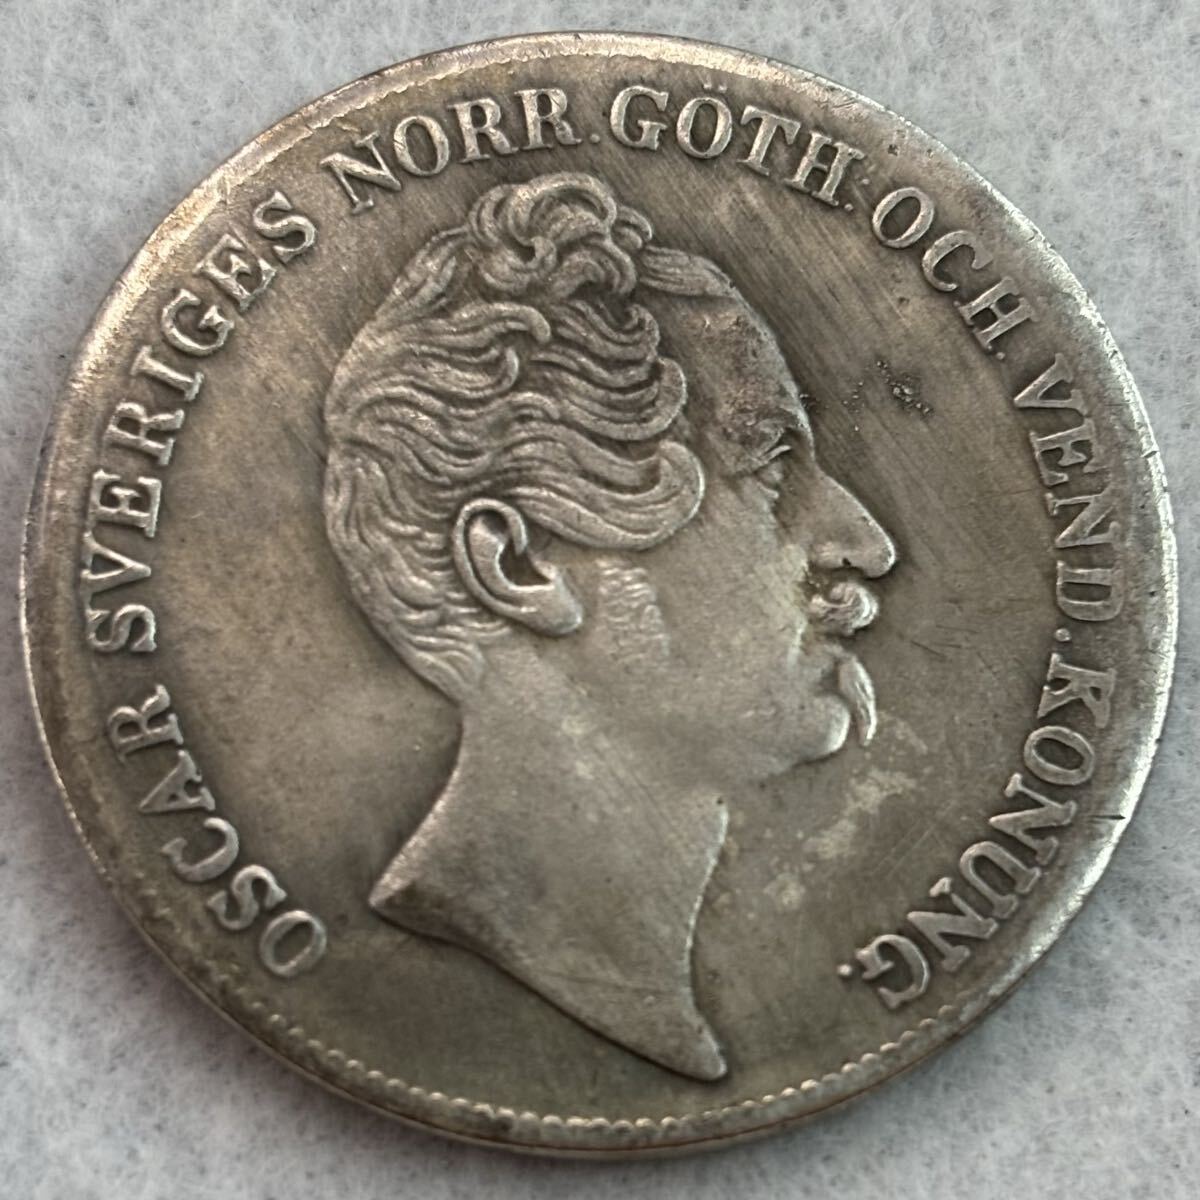 OSCAR SVERIGES NORR. GÖTH. OCH. VEND. KONUNG.